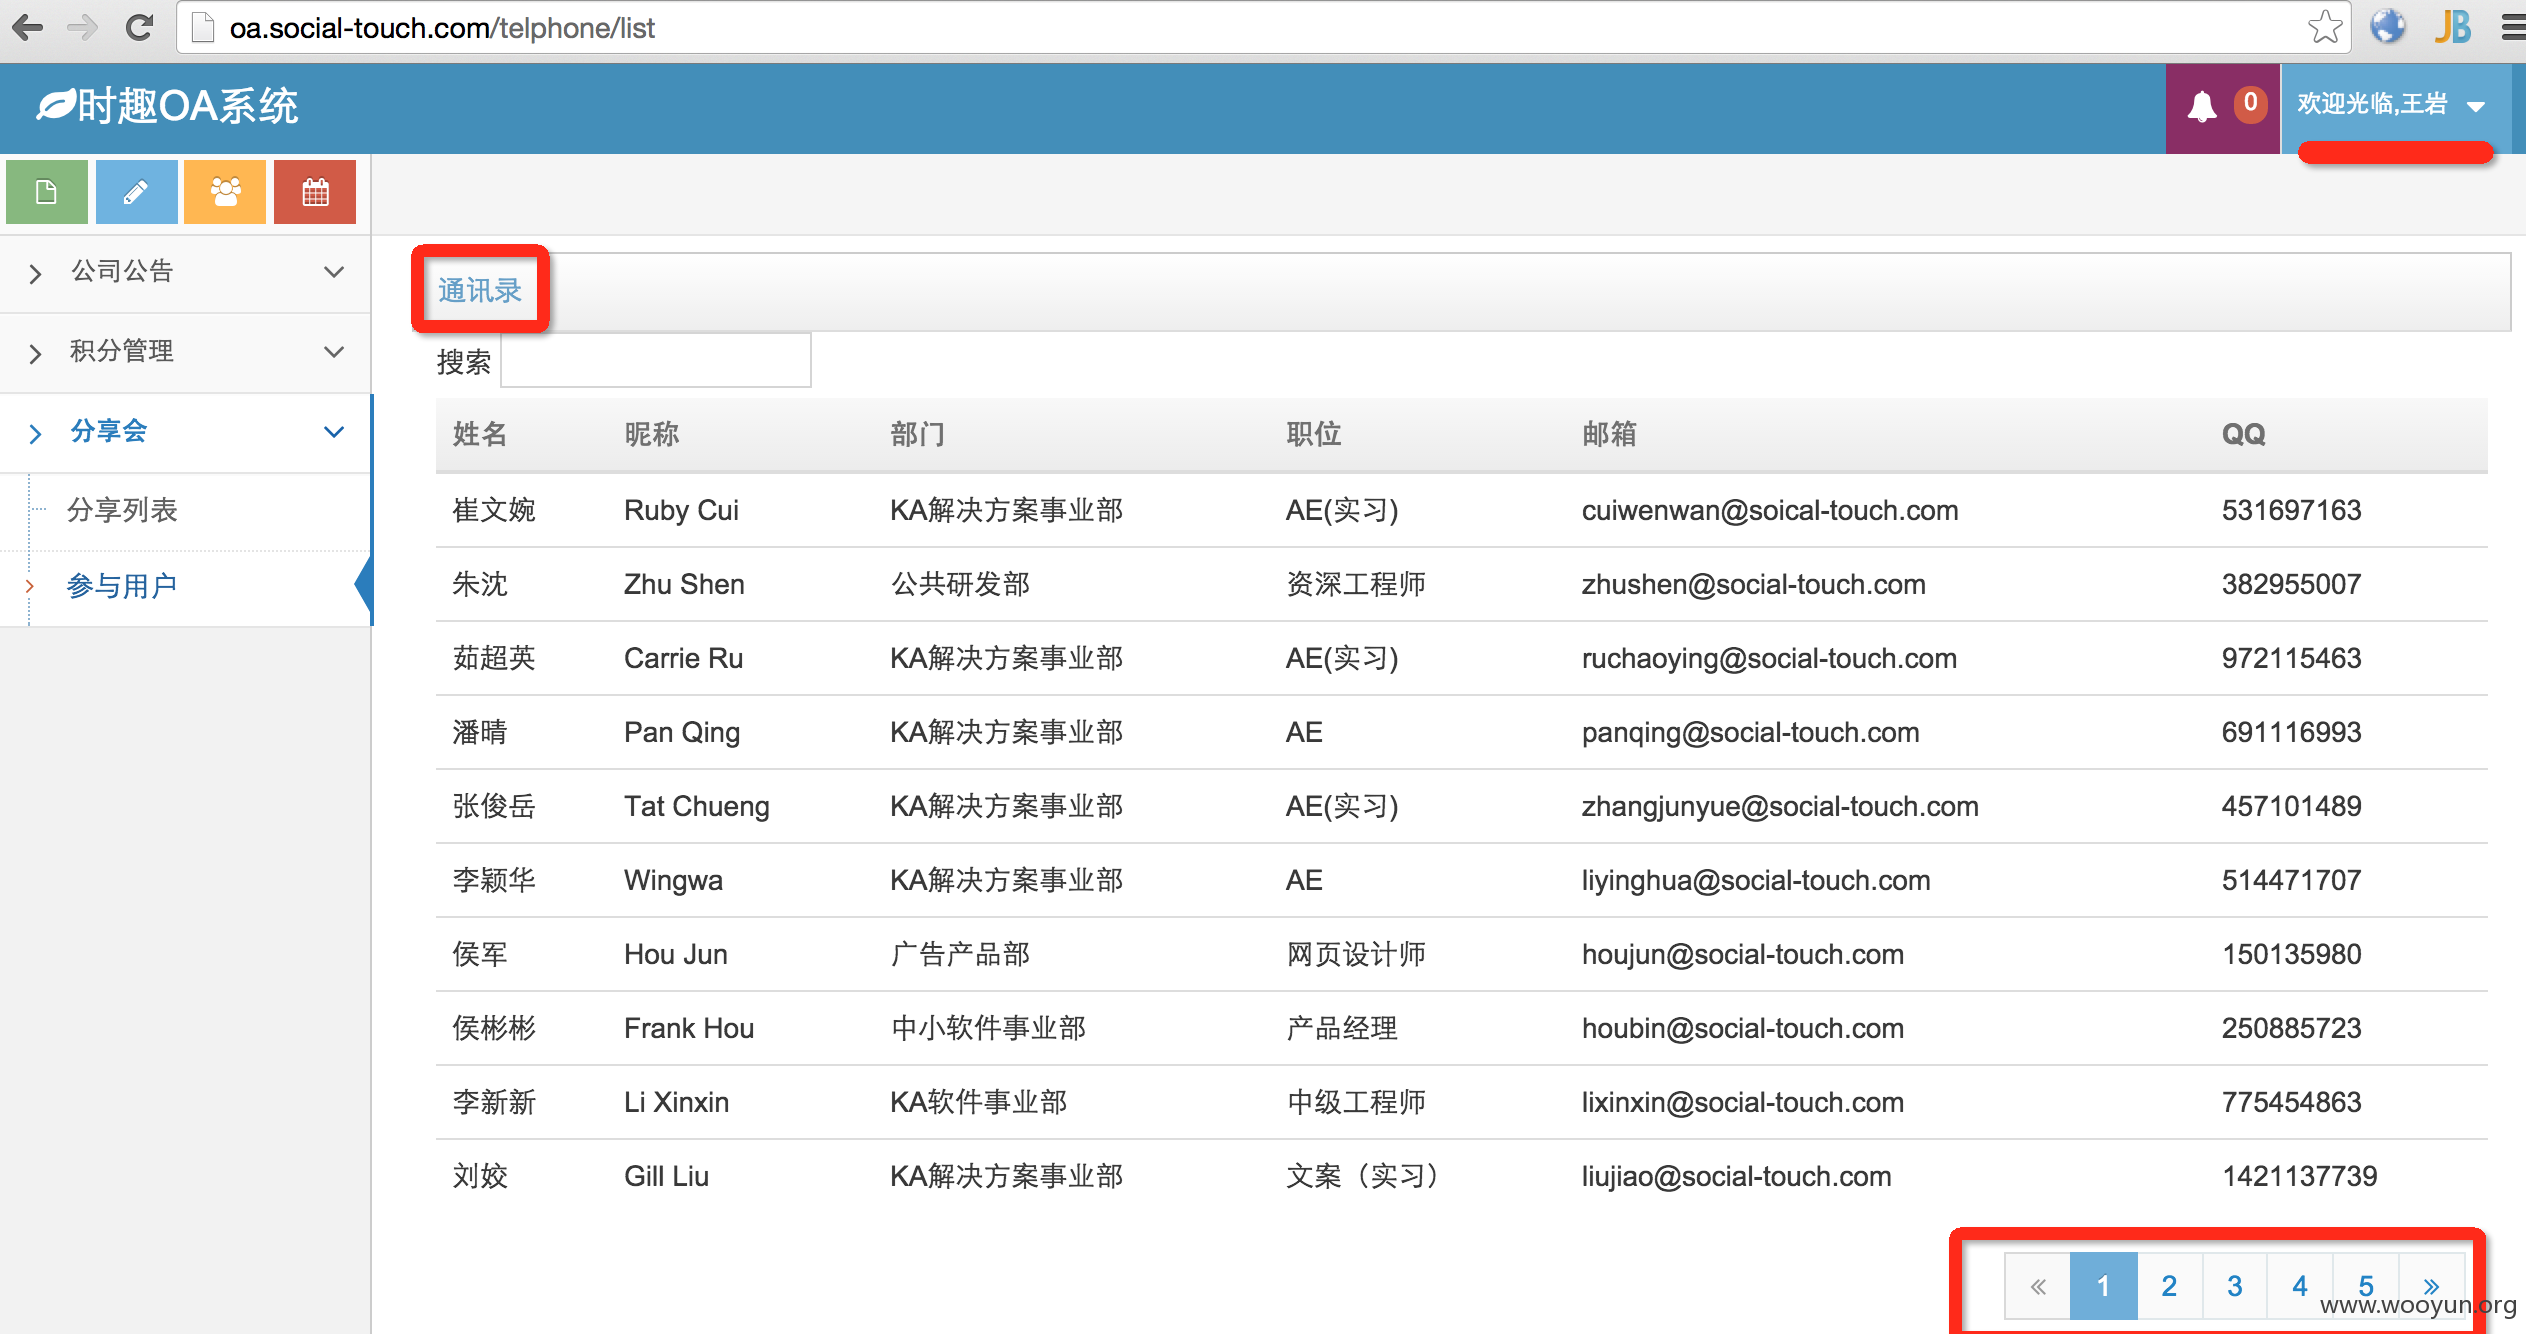 oa.social-touch.com/telphone/list
时趣OA系统
0
欢迎光临,王岩
公司公告
积分管理
分享会
分享列表
参与用户
通讯录
搜索
姓名 昵称 部门 职位 邮箱 QQ
崔文婉 Ruby Cui KA解决方案事业部 AE(实习) cuiwenwan@soical-touch.com 531697163
朱沈 Zhu Shen 公共研发部 资深工程师 zhushen@social-touch.com 382955007
茹超英 Carrie Ru KA解决方案事业部 AE(实习) ruchaoying@social-touch.com 972115463
潘晴 Pan Qing KA解决方案事业部 AE panqing@social-touch.com 691116993
张俊岳 Tat Chueng KA解决方案事业部 AE(实习) zhangjunyue@social-touch.com 457101489
李颖华 Wingwa KA解决方案事业部 AE liyinghua@social-touch.com 514471707
侯军 Hou Jun 广告产品部 网页设计师 houjun@social-touch.com 150135980
侯彬彬 Frank Hou 中小软件事业部 产品经理 houbin@social-touch.com 250885723
李新新 Li Xinxin KA软件事业部 中级工程师 lixinxin@social-touch.com 775454863
刘姣 Gill Liu KA解决方案事业部 文案（实习） liujiao@social-touch.com 1421137739
« 1 2 3 4 5 »
www.wooyun.org